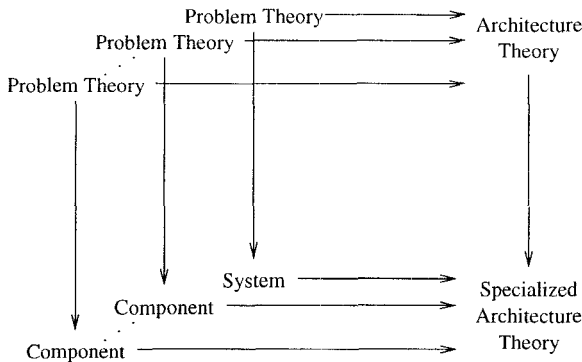 Problem Theory
Architecture
Theory
Problem Theory
Problem Theory
System
Component
Specialized
Architecture
Theory
Component